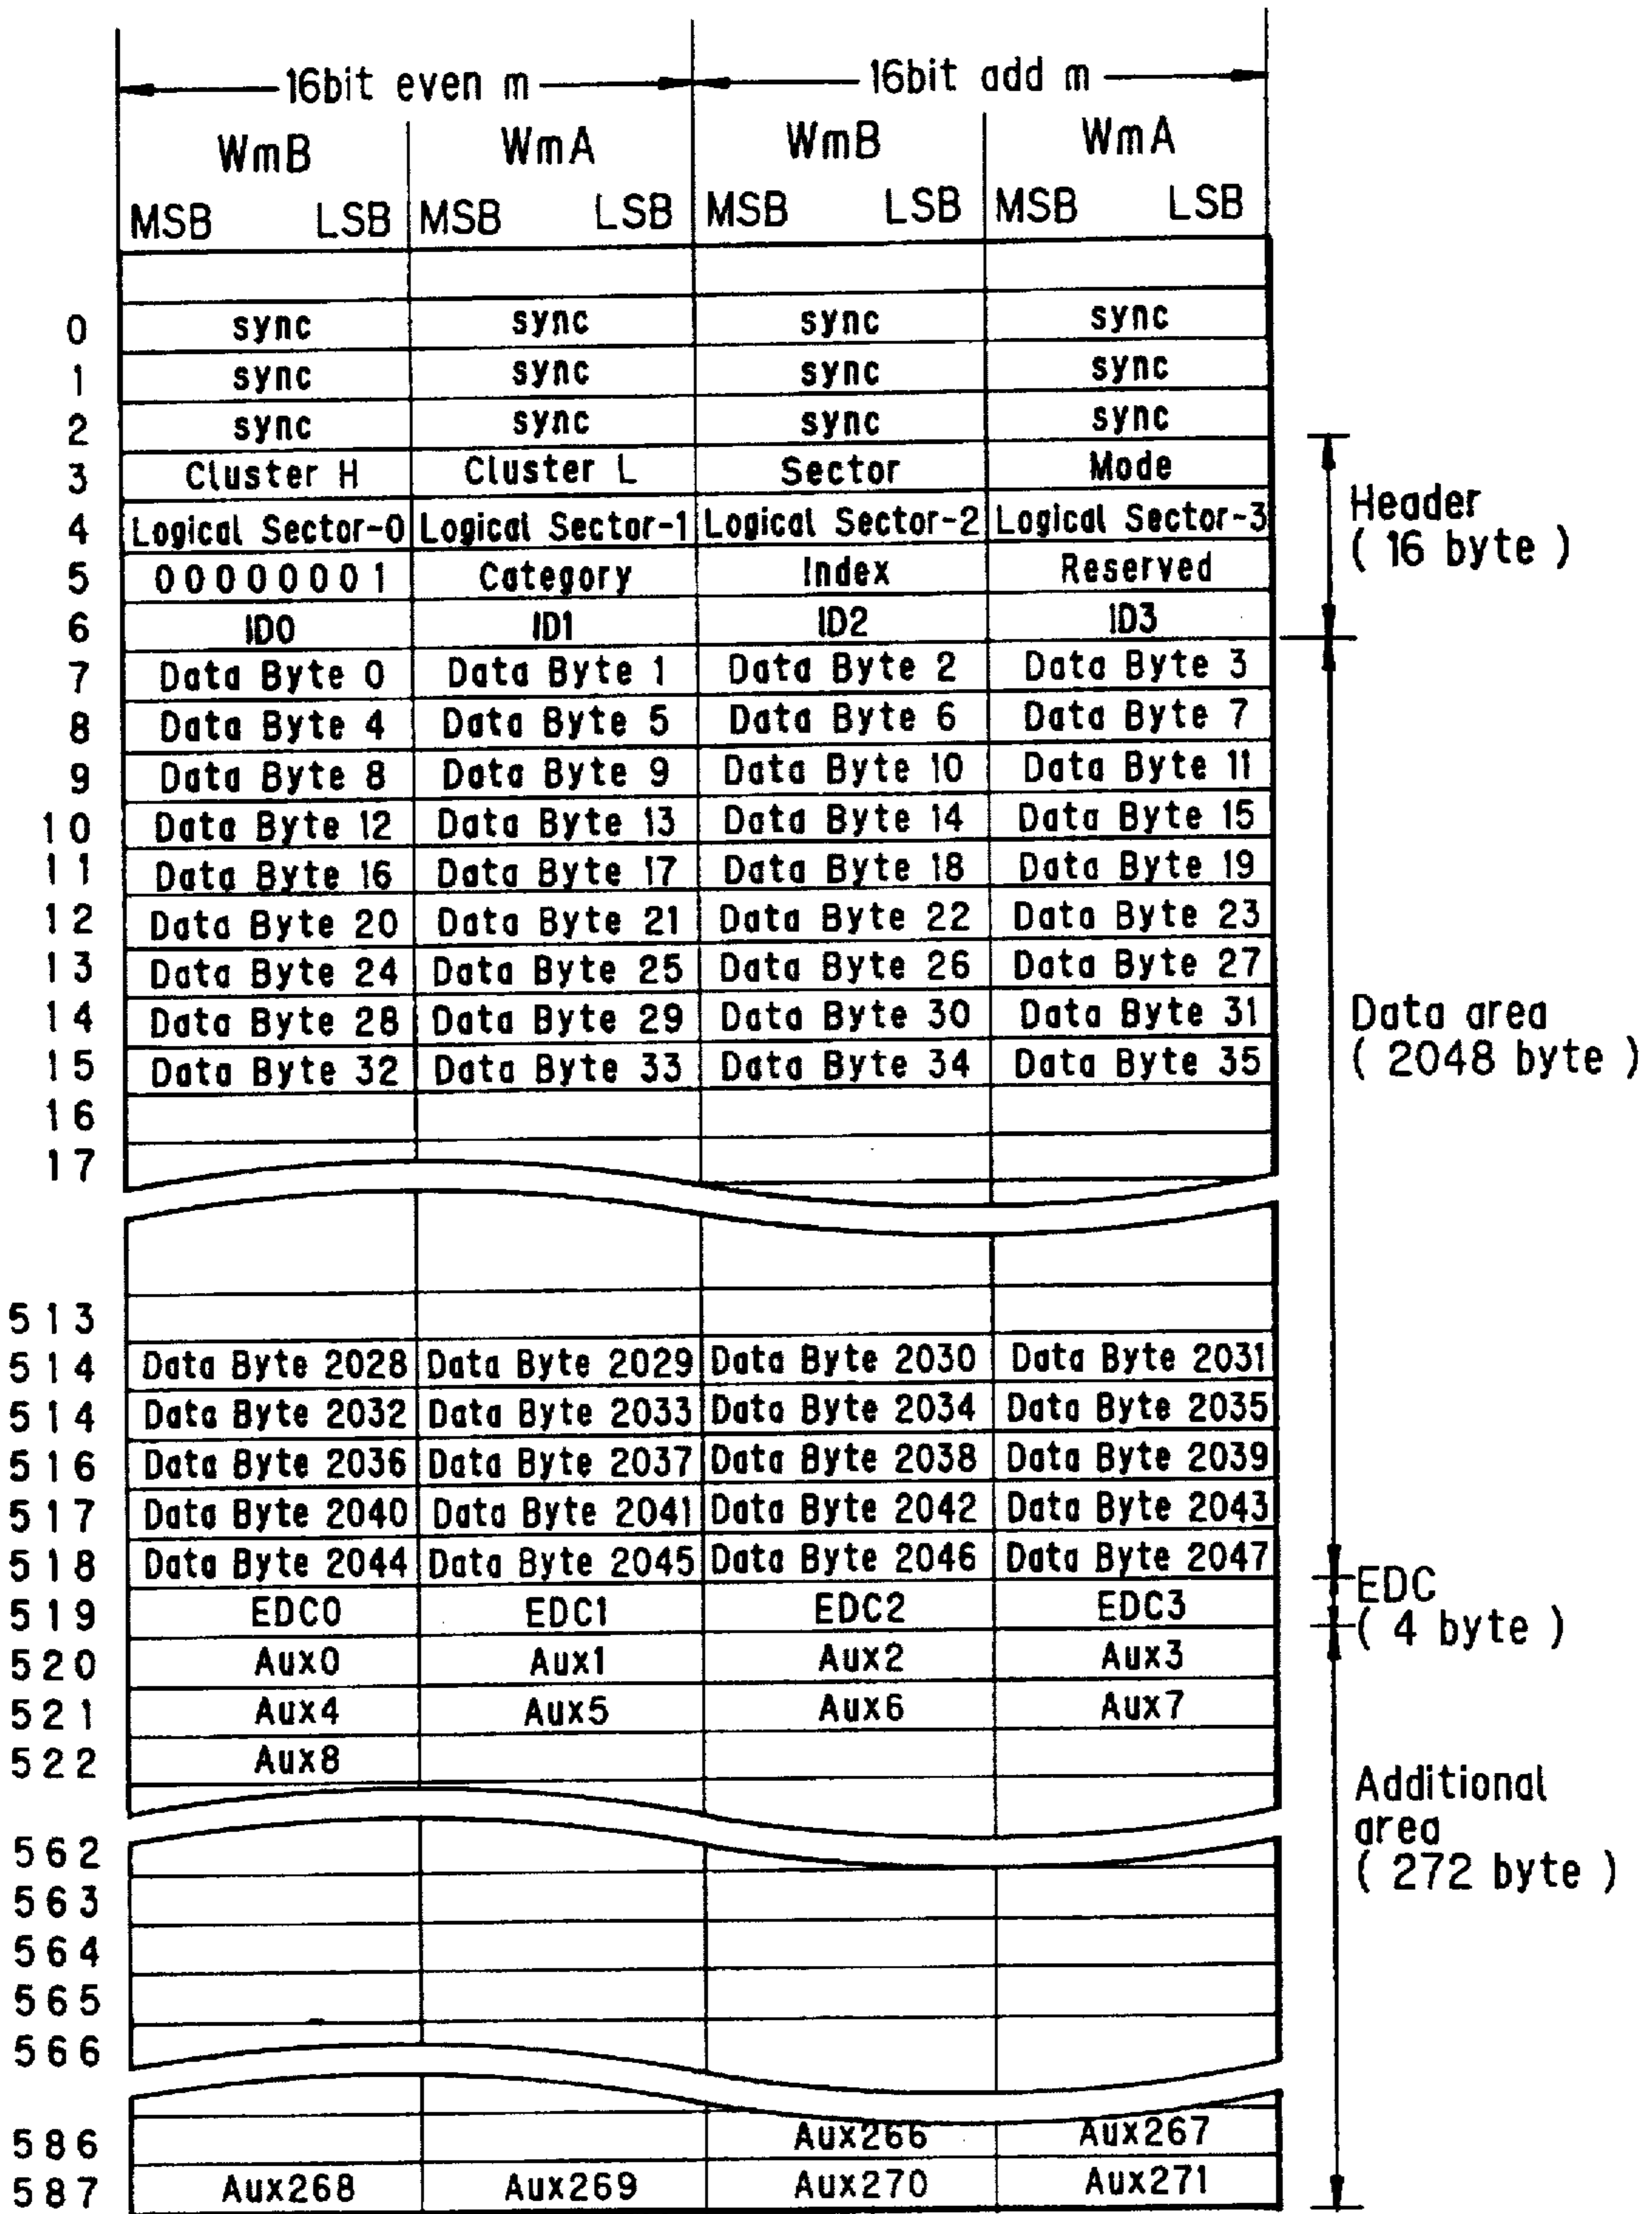 16bit even m 16bit add m
WmB WmA WmB WmA
MSB LSB MSB LSB MSB LSB MSB LSB
0 sync sync sync sync
1 sync sync sync sync
2 sync sync sync sync
3 Cluster H Cluster L Sector Mode
4 Logical Sector-0 Logical Sector-1 Logical Sector-2 Logical Sector-3
Header
( 16 byte )
5 00000001 Category Index Reserved
6 ID0 ID1 ID2 ID3
7 Data Byte 0 Data Byte 1 Data Byte 2 Data Byte 3
8 Data Byte 4 Data Byte 5 Data Byte 6 Data Byte 7
9 Data Byte 8 Data Byte 9 Data Byte 10 Data Byte 11
10 Data Byte 12 Data Byte 13 Data Byte 14 Data Byte 15
11 Data Byte 16 Data Byte 17 Data Byte 18 Data Byte 19
12 Data Byte 20 Data Byte 21 Data Byte 22 Data Byte 23
13 Data Byte 24 Data Byte 25 Data Byte 26 Data Byte 27
14 Data Byte 28 Data Byte 29 Data Byte 30 Data Byte 31
15 Data Byte 32 Data Byte 33 Data Byte 34 Data Byte 35
Data area
( 2048 byte )
16
17
513
514 Data Byte 2028 Data Byte 2029 Data Byte 2030 Data Byte 2031
514 Data Byte 2032 Data Byte 2033 Data Byte 2034 Data Byte 2035
516 Data Byte 2036 Data Byte 2037 Data Byte 2038 Data Byte 2039
517 Data Byte 2040 Data Byte 2041 Data Byte 2042 Data Byte 2043
518 Data Byte 2044 Data Byte 2045 Data Byte 2046 Data Byte 2047
519 EDC0 EDC1 EDC2 EDC3
EDC
( 4 byte )
520 Aux0 Aux1 Aux2 Aux3
521 Aux4 Aux5 Aux6 Aux7
522 Aux8
Additional
area
( 272 byte )
562
563
564
565
566
586 Aux266 Aux267
587 Aux268 Aux269 Aux270 Aux271